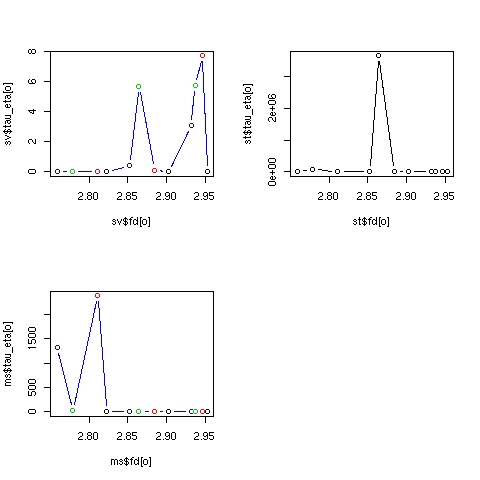 sv$tau_eta[o]
8
6
4
2
0
2.80 2.85 2.90 2.95
sv$fd[o]
st$tau_eta[o]
2e+06
0e+00
2.80 2.85 2.90 2.95
st$fd[o]
ms$tau_eta[o]
1500
500
0
2.80 2.85 2.90 2.95
ms$fd[o]